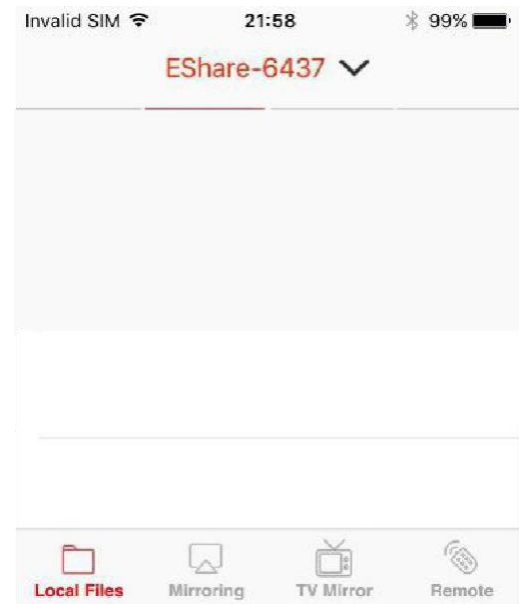 Invalid SIM 21:58 99%
EShare-6437
Local Files Mirroring TV Mirror Remote